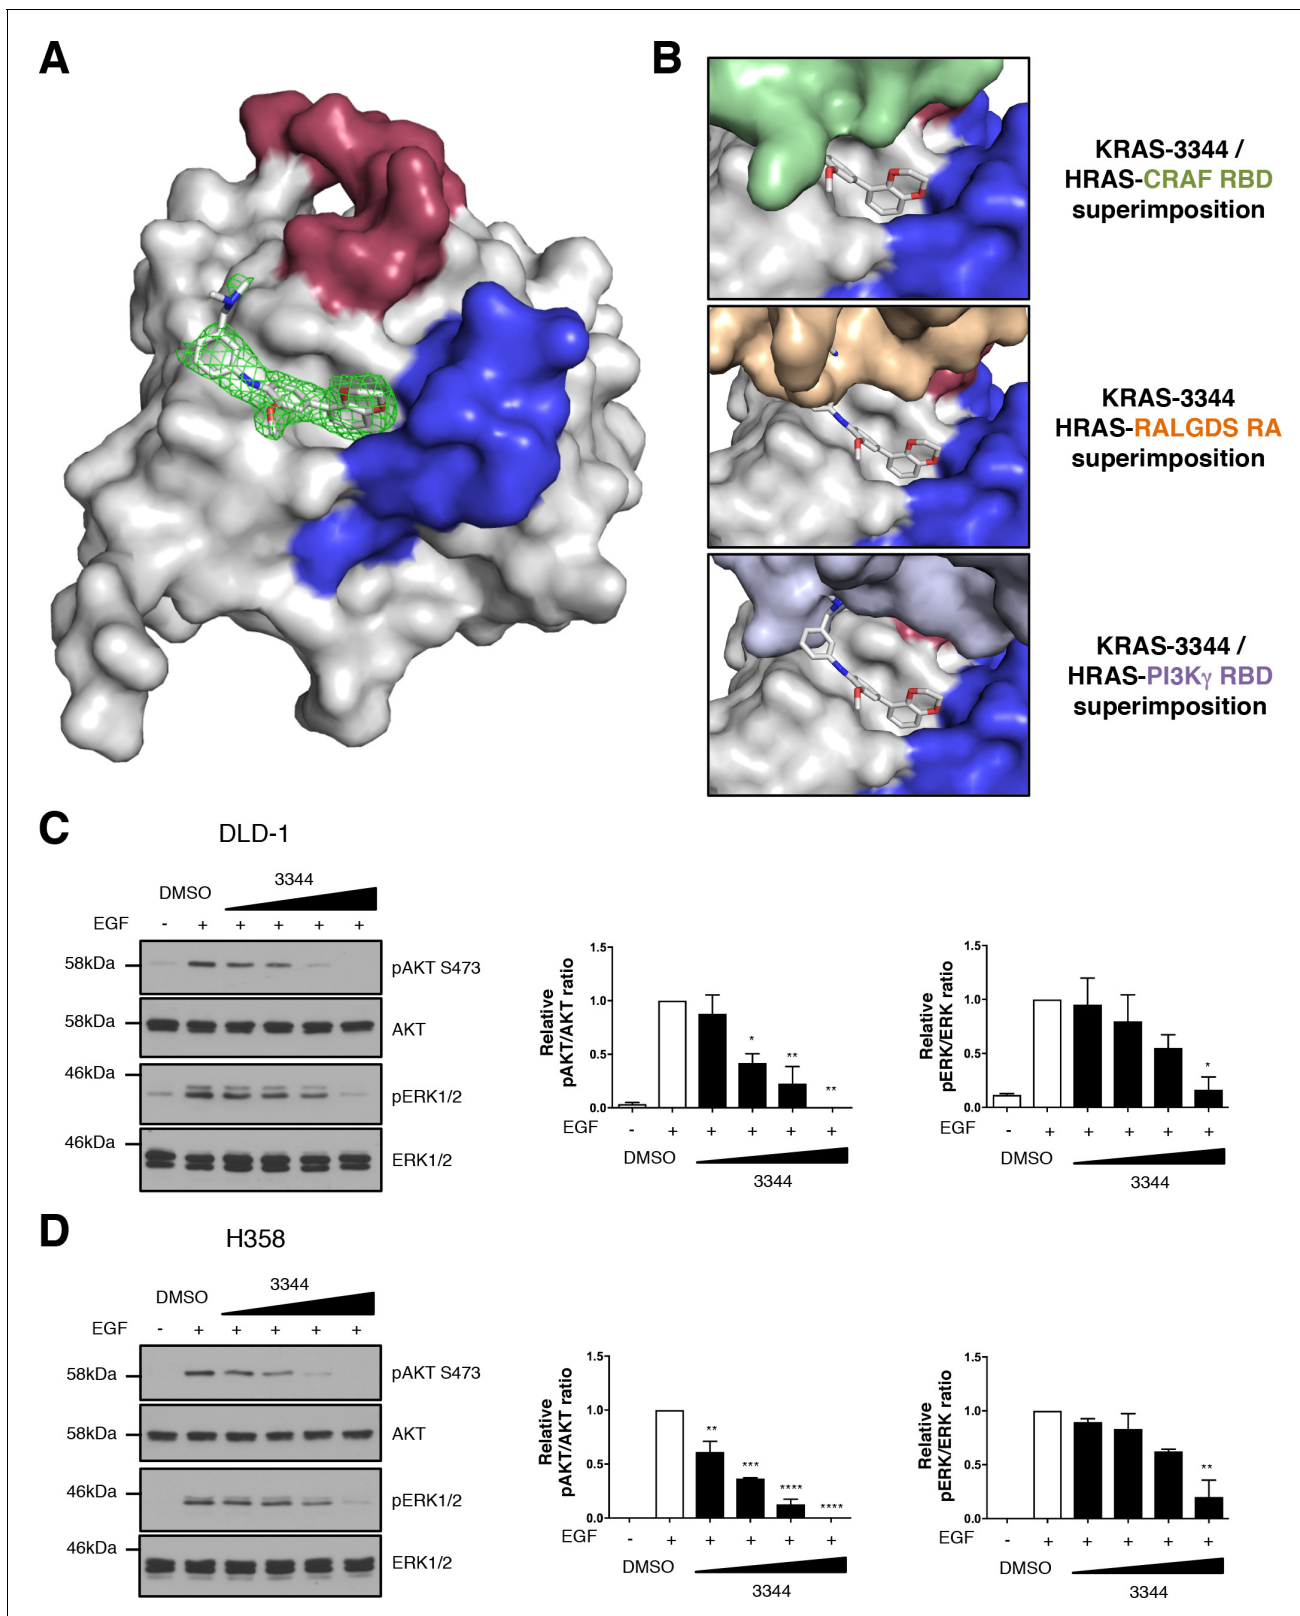 A
B
KRAS-3344 /
HRAS-CRAF RBD
superimposition
KRAS-3344
HRAS-RALGDS RA
superimposition
KRAS-3344 /
HRAS-PI3Kγ RBD
superimposition
C
DLD-1
DMSO
3344
EGF - + + + + +
58kDa
pAKT S473
58kDa
AKT
46kDa
pERK1/2
46kDa
ERK1/2
Relative
pAKT/AKT ratio
1.5
1.0
0.5
0.0
*
**
**
EGF - + + + + +
DMSO
3344
Relative
pERK/ERK ratio
1.5
1.0
0.5
0.0
*
- + + + + +
DMSO
3344
D
H358
DMSO
3344
EGF - + + + + +
58kDa
pAKT S473
58kDa
AKT
46kDa
pERK1/2
46kDa
ERK1/2
Relative
pAKT/AKT ratio
1.5
1.0
0.5
0.0
**
***
****
****
EGF - + + + + +
DMSO
3344
Relative
pERK/ERK ratio
1.5
1.0
0.5
0.0
**
- + + + + +
DMSO
3344